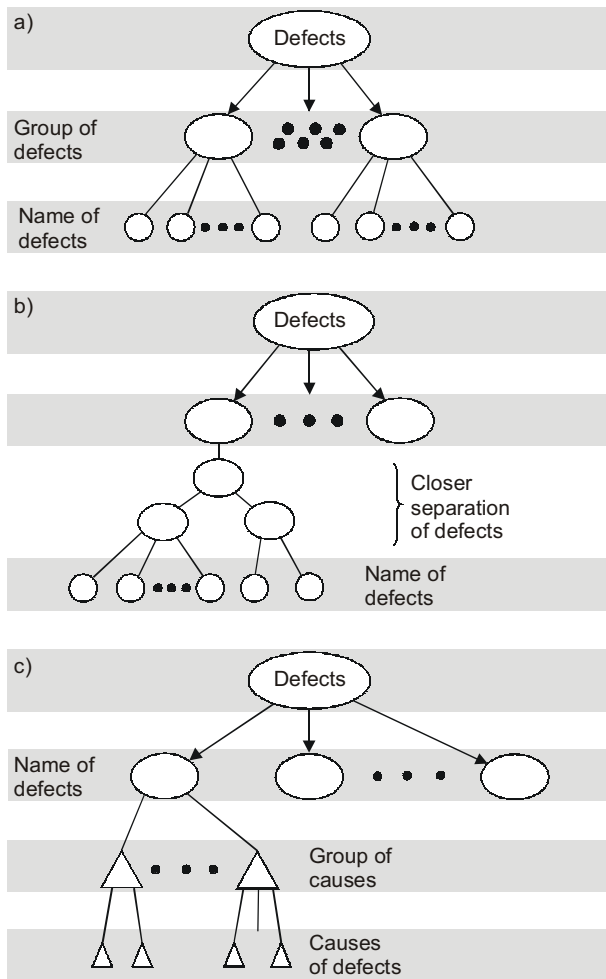 a)
Defects
Group of
defects
Name of
defects
b)
Defects
Closer
separation
of defects
Name of
defects
c)
Defects
Name of
defects
Group of
causes
Causes
of defects